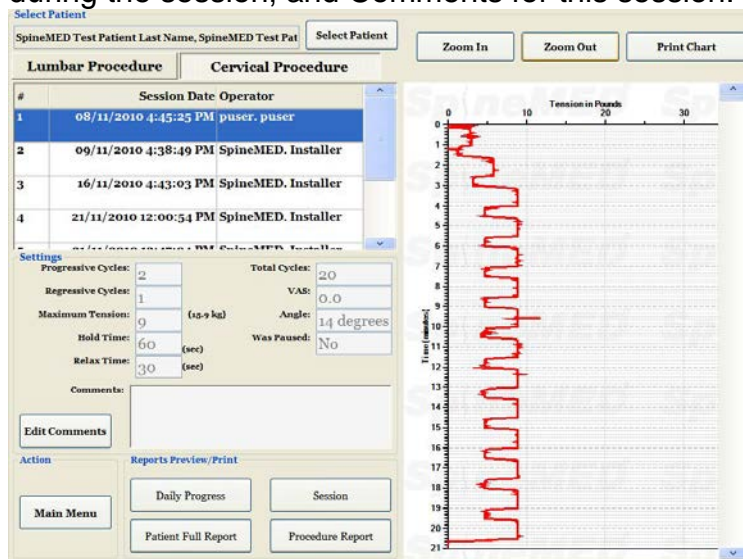 during the session, and Comments for this session.
Select Patient
SpineMED Test Patient Last Name, SpineMED Test Pat
Select Patient
Zoom In
Zoom Out
Print Chart
Lumbar Procedure
Cervical Procedure
# Session Date Operator
1 08/11/2010 4:45:25 PM puser. puser
2 09/11/2010 4:38:49 PM SpineMED. Installer
3 16/11/2010 4:43:03 PM SpineMED. Installer
4 21/11/2010 12:00:54 PM SpineMED. Installer
Settings
Progressive Cycles: 2 Total Cycles: 20
Regressive Cycles: 1 VAS: 0.0
Maximum Tension: 9 (15.9 kg) Angle: 14 degrees
Hold Time: 60 (sec) Was Paused: No
Relax Time: 30 (sec)
Comments:
Edit Comments
Action
Main Menu
Reports Preview/Print
Daily Progress
Session
Patient Full Report
Procedure Report
SpineMED
Tension in Pounds
0 10 20 30
Time (minutes)
0
1
2
3
4
5
6
7
8
9
10
11
12
13
14
15
16
17
18
19
20
21